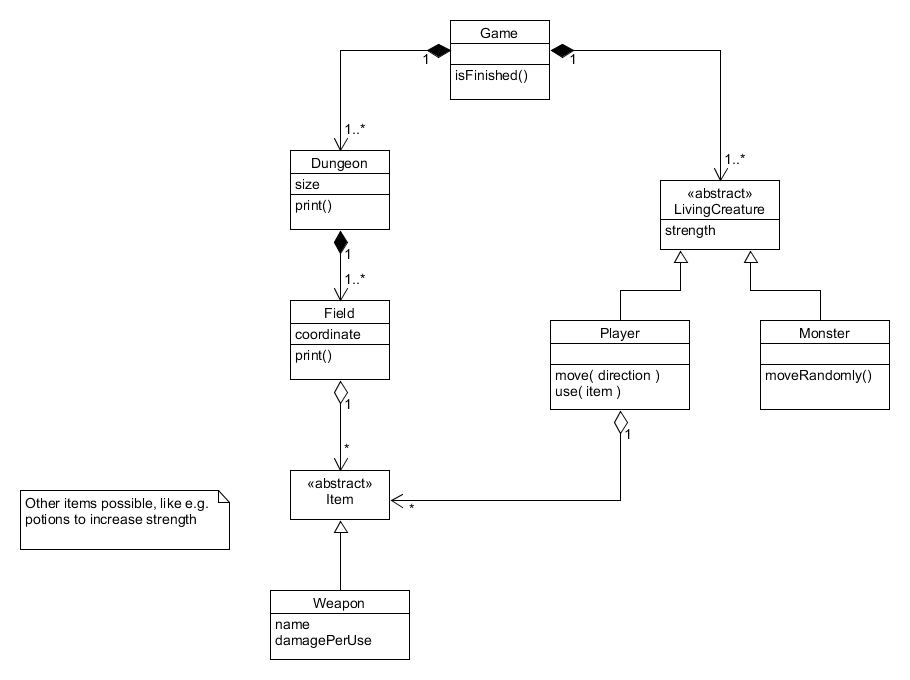 Game
isFinished()
1
1
1..*
1..*
Dungeon
size
print()
«abstract»
LivingCreature
strength
1
1..*
Field
coordinate
print()
Player
move( direction )
use( item )
Monster
moveRandomly()
1
1
*
*
«abstract»
Item
Other items possible, like e.g.
potions to increase strength
Weapon
name
damagePerUse